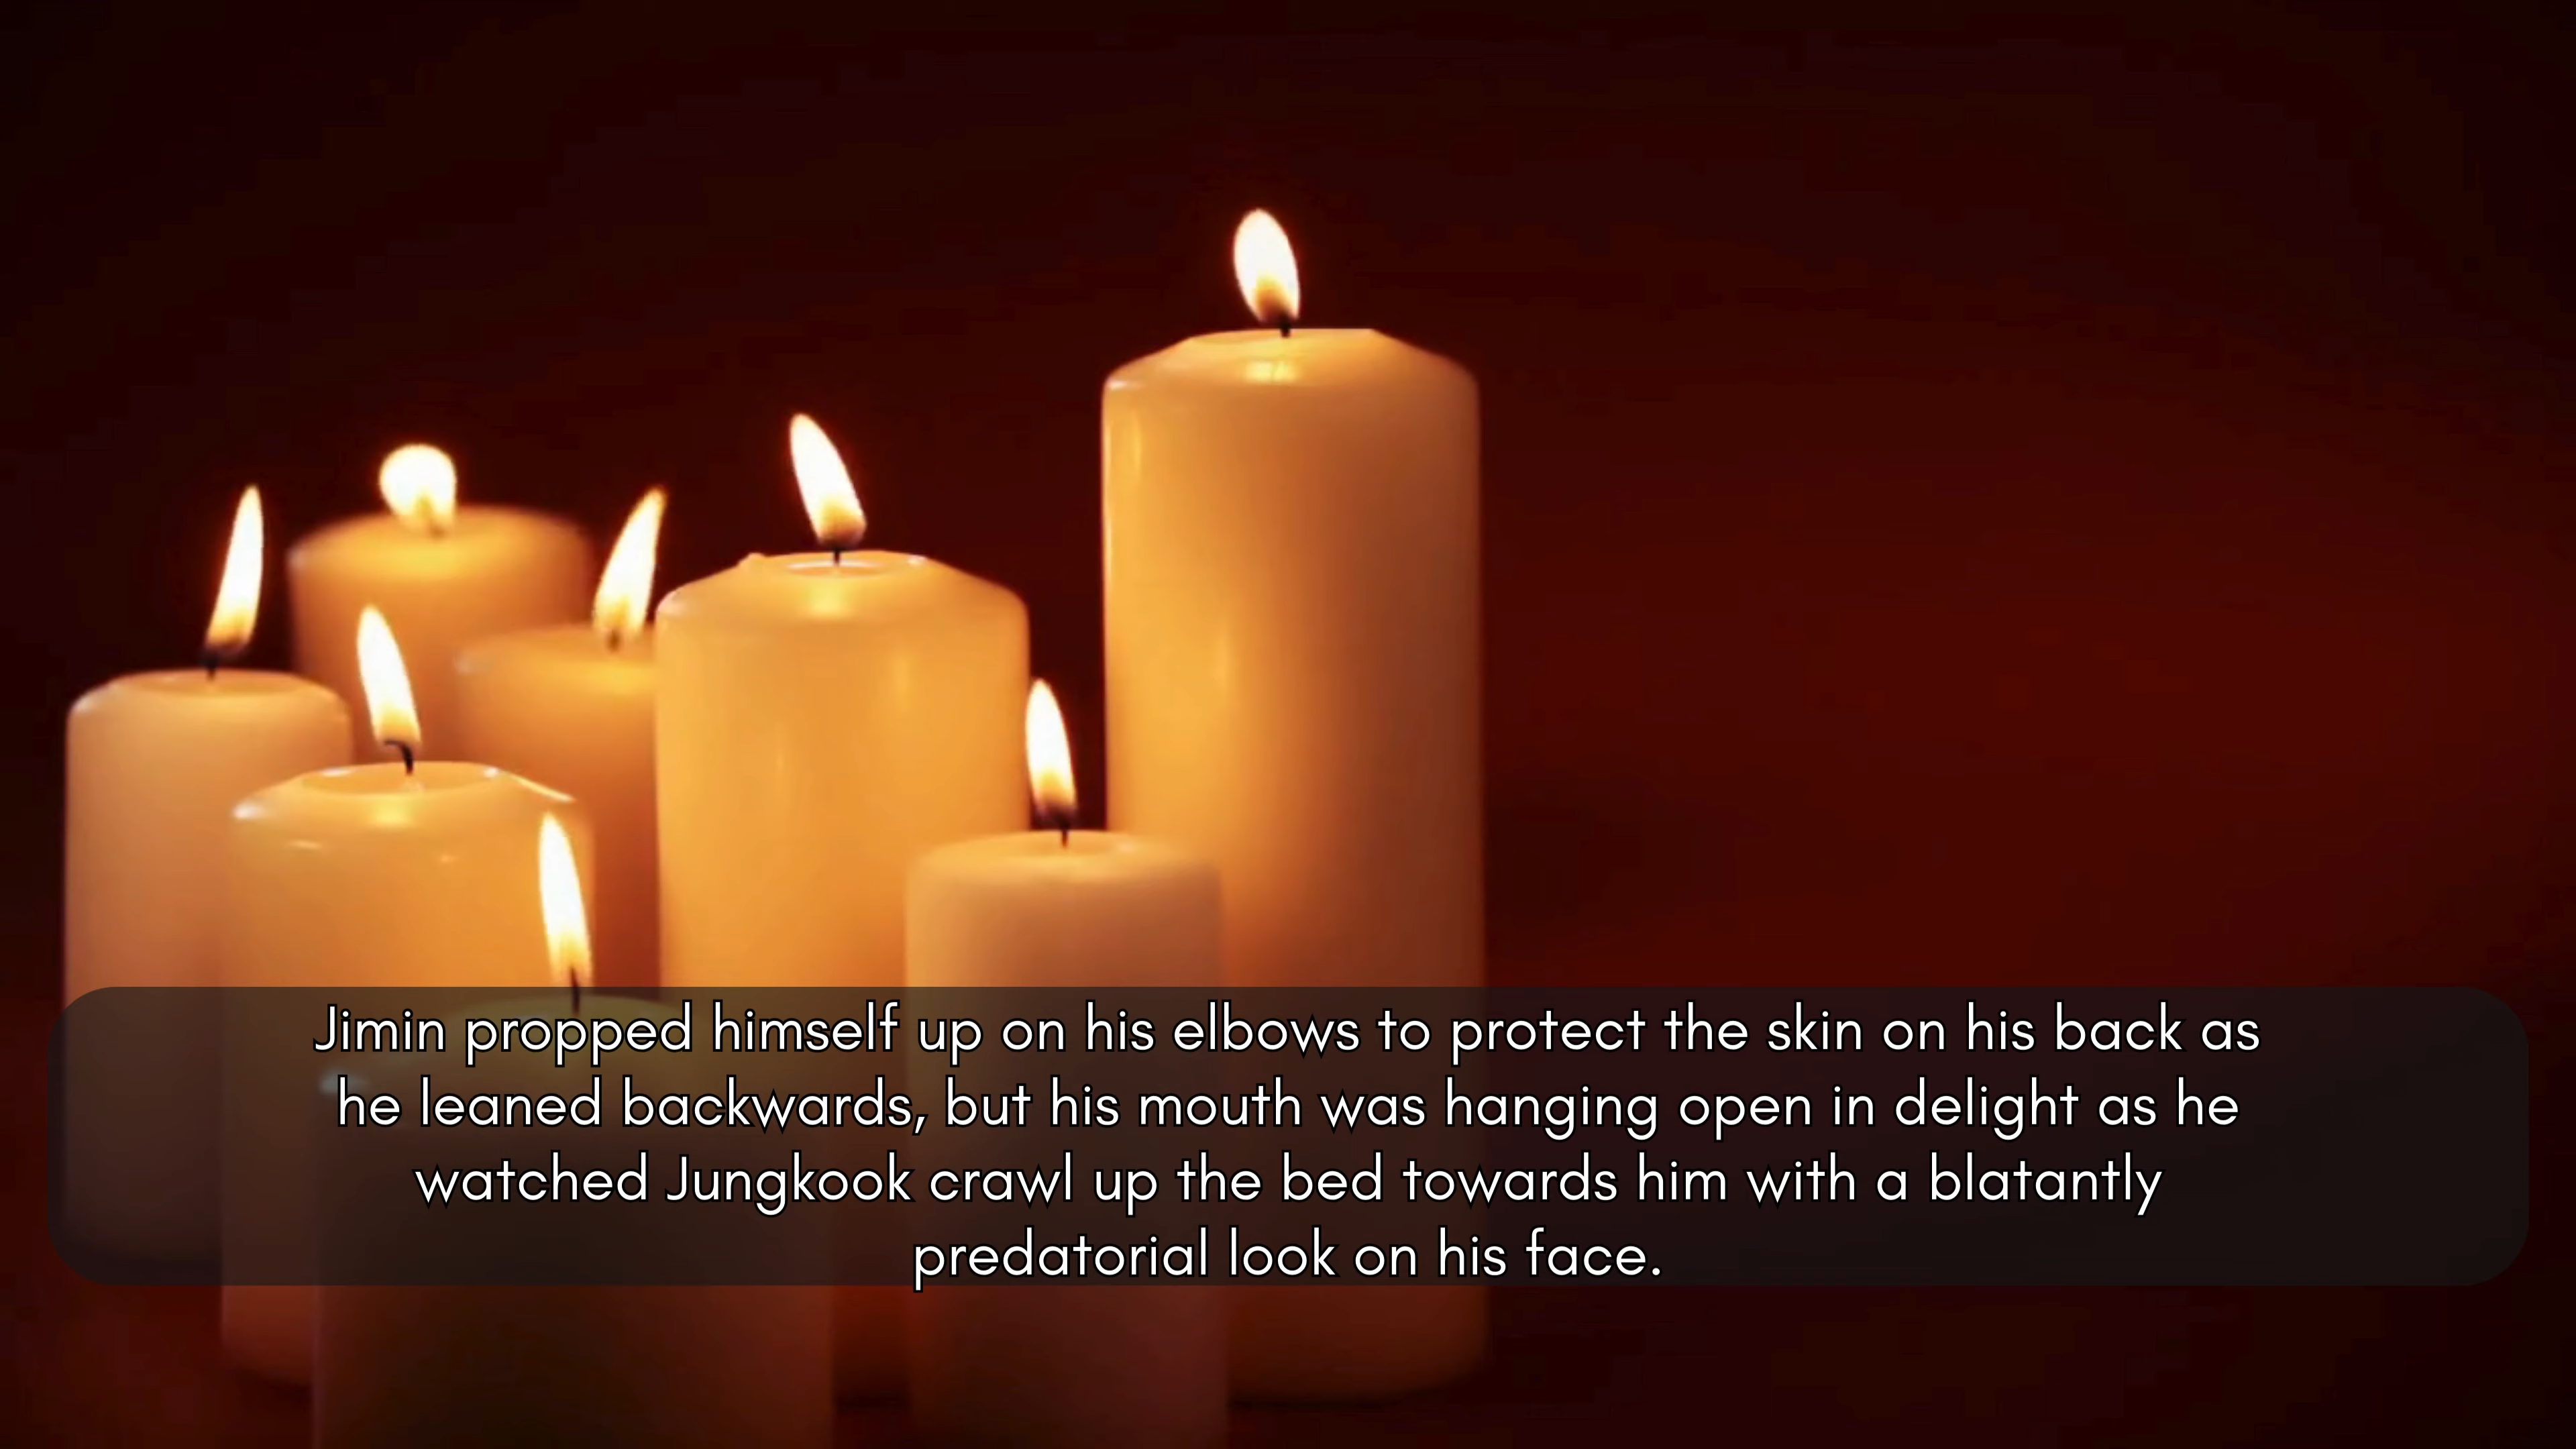 Jimin propped himself up on his elbows to protect the skin on his back as
he leaned backwards, but his mouth was hanging open in delight as he
watched Jungkook crawl up the bed towards him with a blatantly
predatorial look on his face.